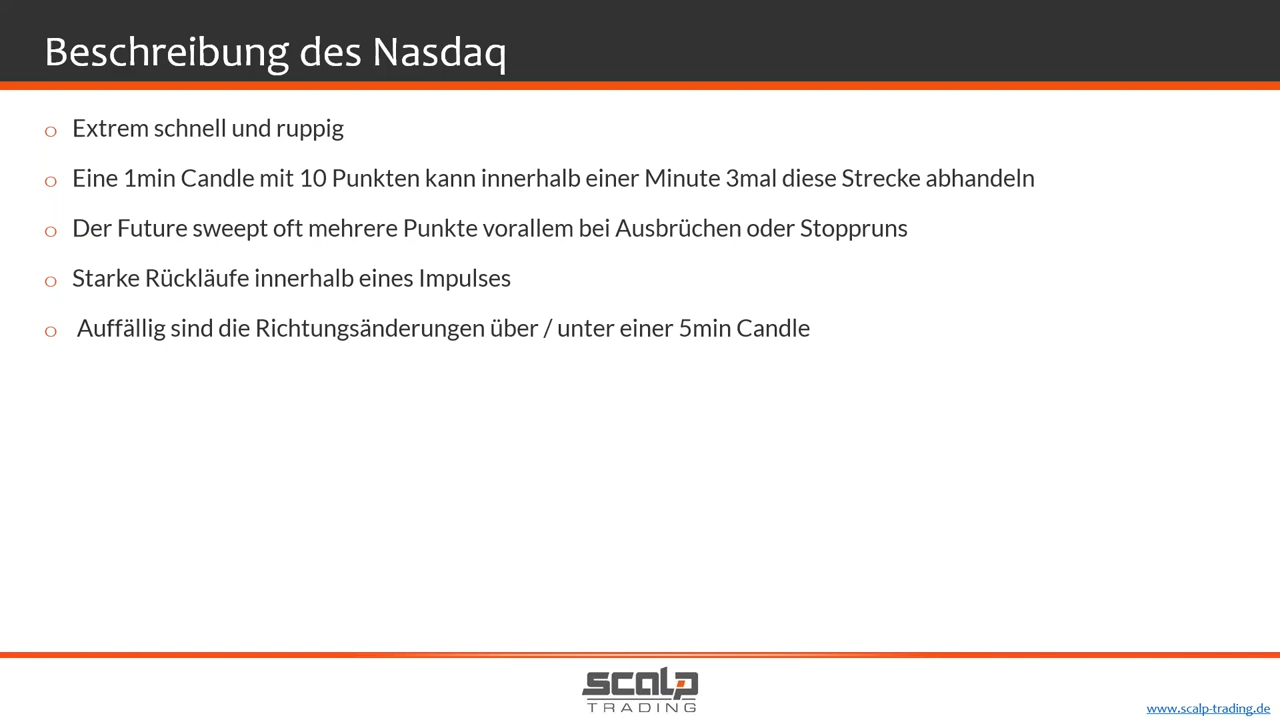 Beschreibung des Nasdaq
o Extrem schnell und ruppig
o Eine 1min Candle mit 10 Punkten kann innerhalb einer Minute 3mal diese Strecke abhandeln
o Der Future sweept oft mehrere Punkte vorallem bei Ausbrüchen oder Stoppruns
o Starke Rückläufe innerhalb eines Impulses
o Auffällig sind die Richtungsänderungen über / unter einer 5min Candle
scalp
TRADING
www.scalp-trading.de